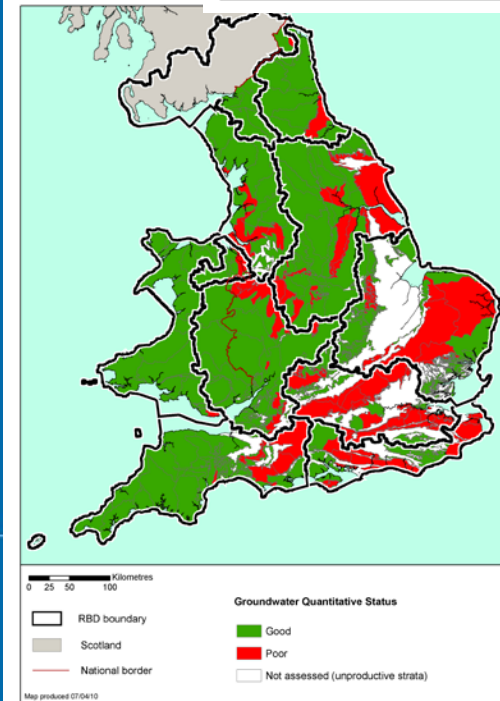 Kilometres
0 25 50 100
RBD boundary
Scotland
National border
Groundwater Quantitative Status
Good
Poor
Not assessed (unproductive strata)
Map produced 07/04/10